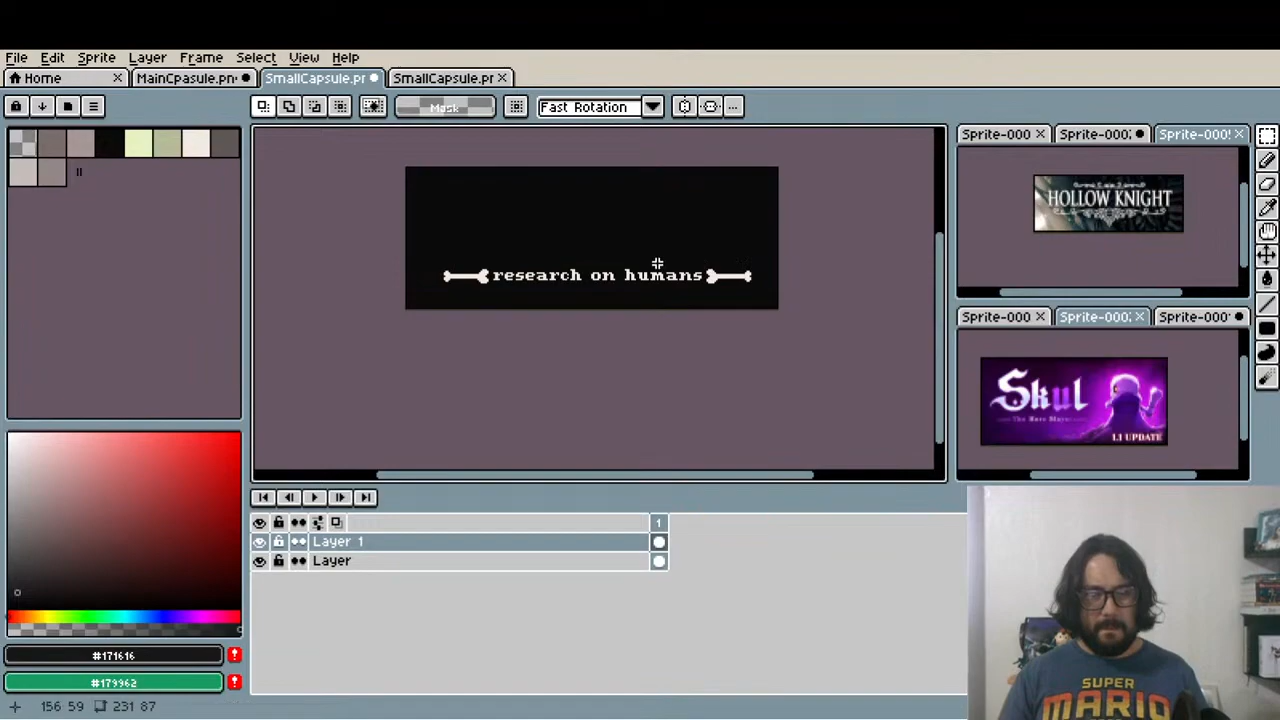 File Edit Sprite Layer Frame Select View Help
Home MainCpasule.pn SmallCapsule.pr SmallCapsule.pr
Mask Fast Rotation
Sprite-000 Sprite-000 Sprite-000
HOLLOW KNIGHT
research on humans
Sprite-000 Sprite-000 Sprite-000
Skul
1.1 UPDATE
1
Layer 1
Layer
#171616
#179962
156 59 231 87
SUPER
MARIO